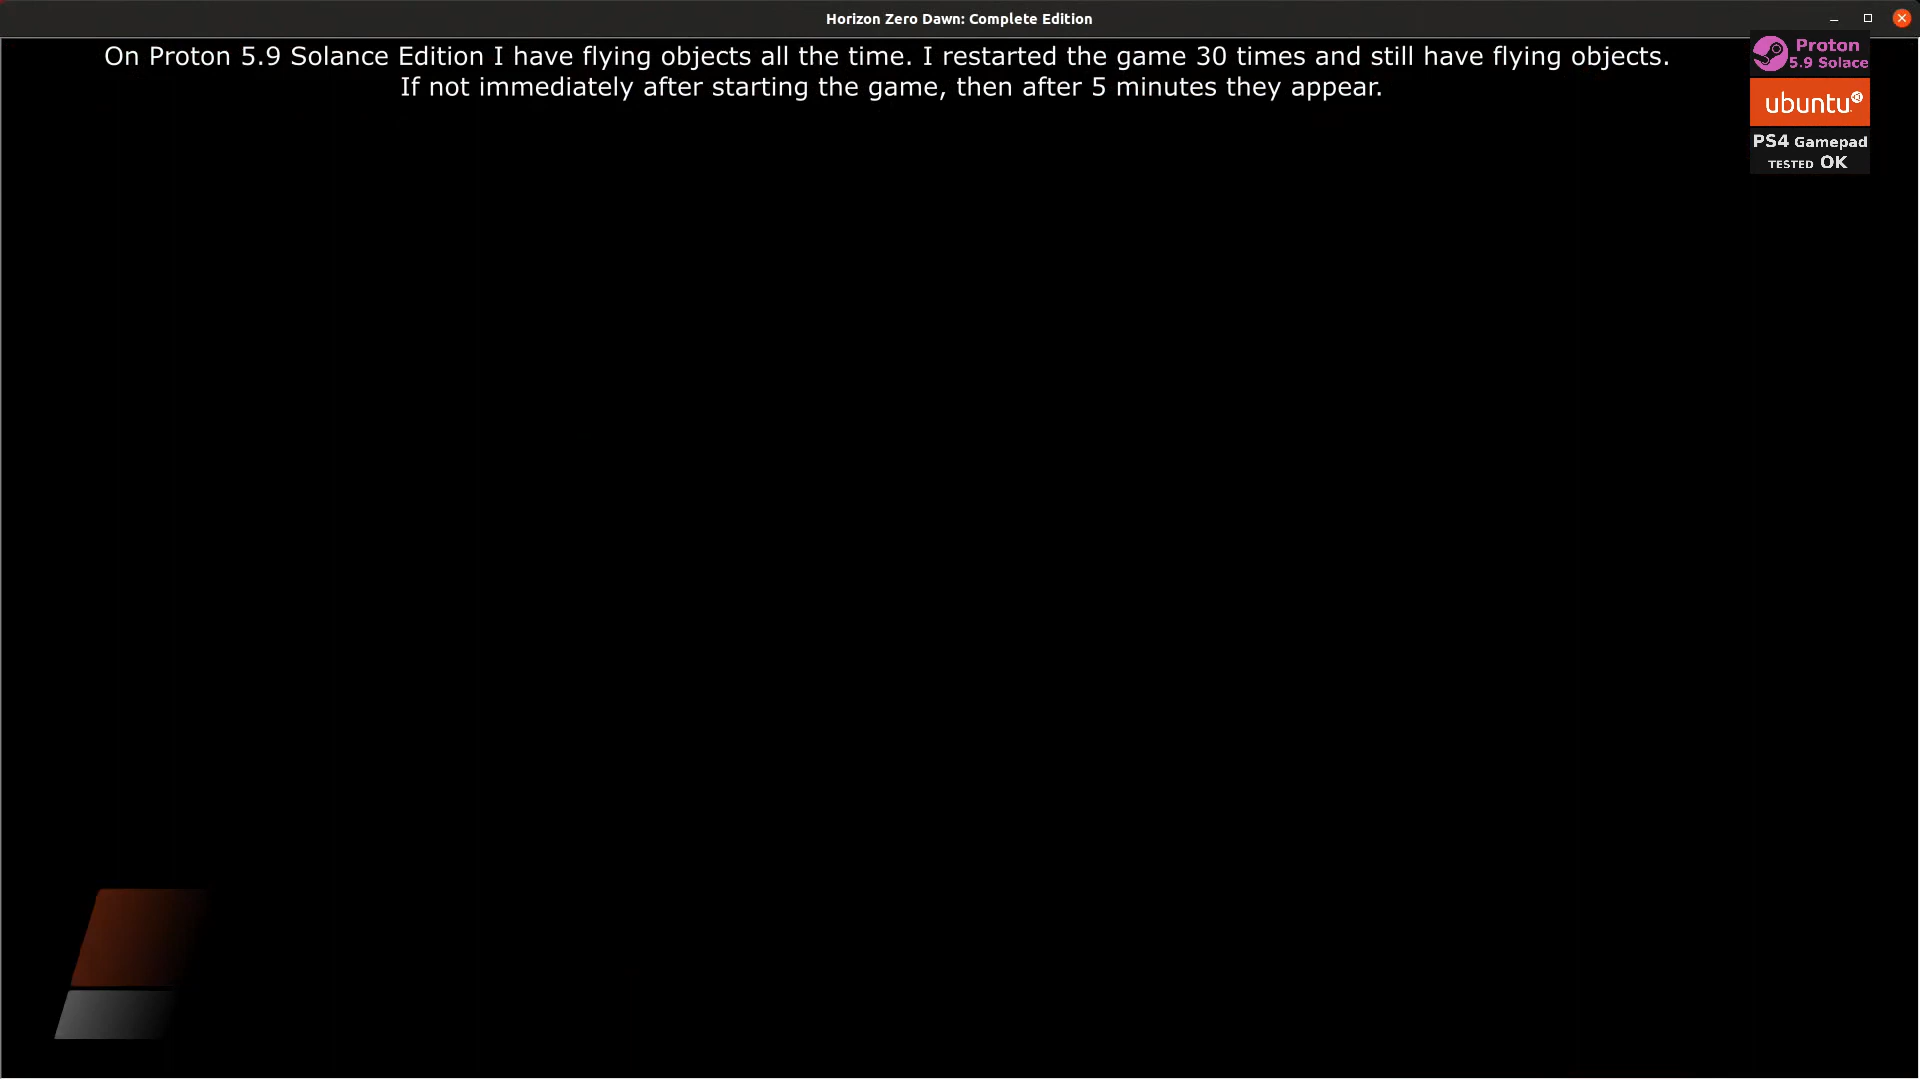 Horizon Zero Dawn: Complete Edition
On Proton 5.9 Solance Edition I have flying objects all the time. I restarted the game 30 times and still have flying objects.
If not immediately after starting the game, then after 5 minutes they appear.
Proton
5.9 Solace
ubuntu
PS4 Gamepad
TESTED OK